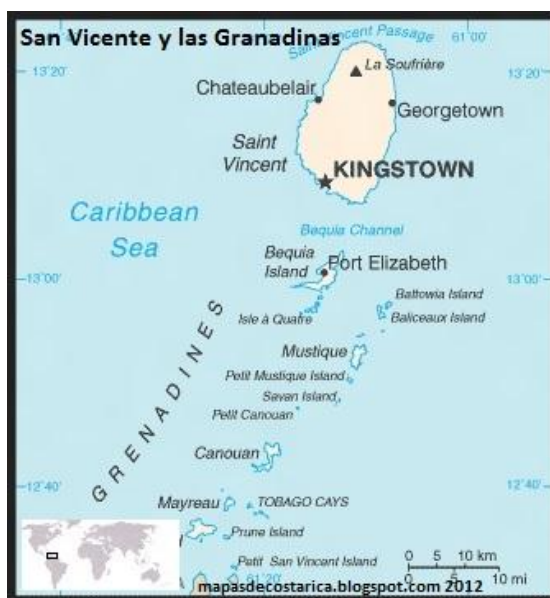 San Vicente y las Granadinas
Saint Vincent Passage
61°00'
13°20'
13°20'
La Soufrière
Chateaubelair
Georgetown
Saint
Vincent
KINGSTOWN
Caribbean
Sea
Bequia Channel
Bequia
Island
Port Elizabeth
13°00'
13°00'
Battowia Island
Baliceaux Island
Isle à Quatre
Mustique
Petit Mustique Island
Savan Island
Petit Canouan
GRENADINES
Canouan
12°40'
12°40'
Mayreau
TOBAGO CAYS
Prune Island
Petit San Vincent Island
0 5 10 km
0 5 10 mi
61°20'
mapasdecostarica.blogspot.com 2012